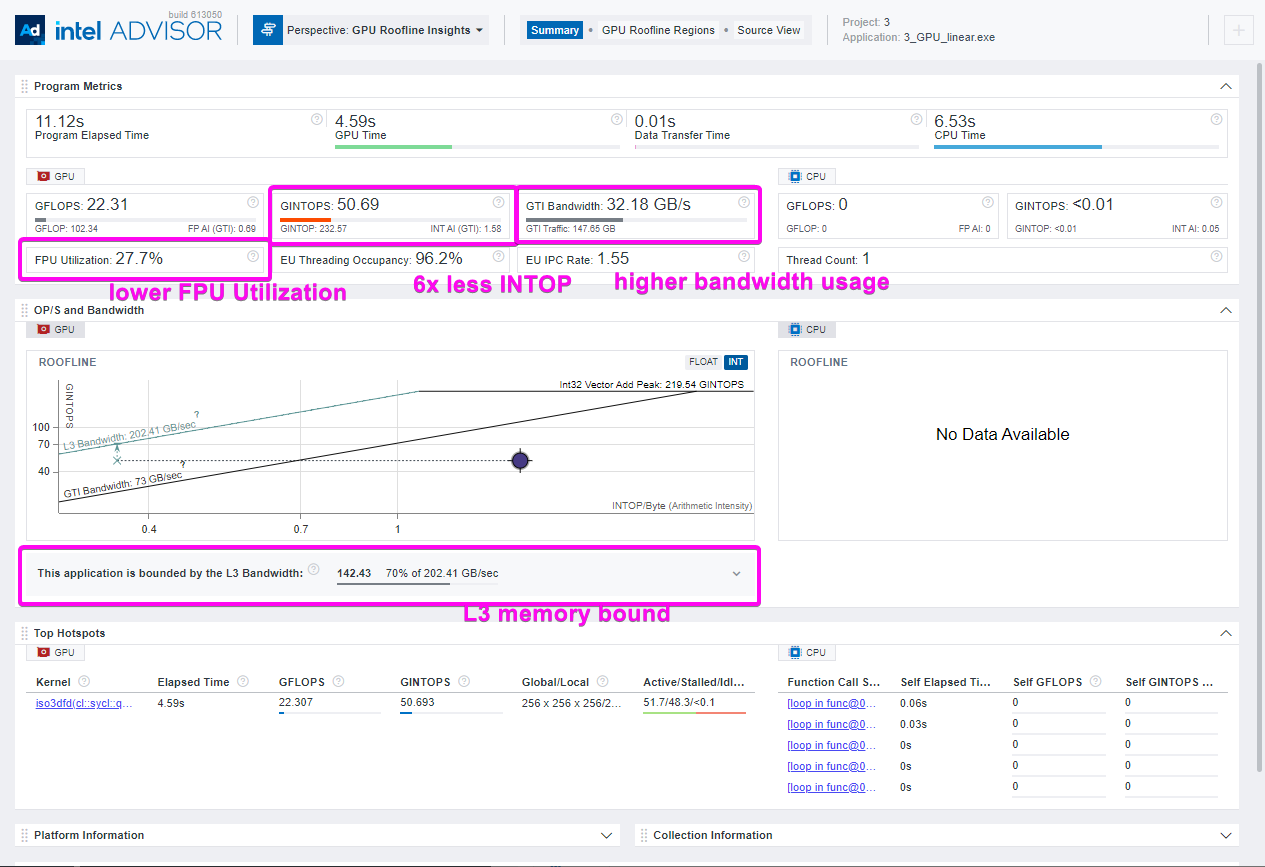 build 613050
Ad intel ADVISOR
Perspective: GPU Roofline Insights
Summary • GPU Roofline Regions • Source View
Project: 3
Application: 3_GPU_linear.exe
Program Metrics
11.12s
Program Elapsed Time
4.59s
GPU Time
0.01s
Data Transfer Time
6.53s
CPU Time
GPU
GFLOPS: 22.31
GFLOP: 102.34 FP AI (GTI): 0.69
GINTOPS: 50.69
GINTOP: 232.57 INT AI (GTI): 1.58
GTI Bandwidth: 32.18 GB/s
GTI Traffic: 147.65 GB
FPU Utilization: 27.7%
EU Threading Occupancy: 96.2%
EU IPC Rate: 1.55
lower FPU Utilization
6x less INTOP
higher bandwidth usage
CPU
GFLOPS: 0
GFLOP: 0 FP AI: 0
GINTOPS: <0.01
GINTOP: <0.01 INT AI: 0.05
Thread Count: 1
OP/S and Bandwidth
GPU
ROOFLINE
FLOAT INT
GINTOPS
Int32 Vector Add Peak: 219.54 GINTOPS
L3 Bandwidth: 202.41 GB/sec
?
GTI Bandwidth: 73 GB/sec
?
100
70
40
INTOP/Byte (Arithmetic Intensity)
0.4 0.7 1
This application is bounded by the L3 Bandwidth: 142.43 70% of 202.41 GB/sec
L3 memory bound
CPU
ROOFLINE
No Data Available
Top Hotspots
GPU
Kernel Elapsed Time GFLOPS GINTOPS Global/Local Active/Stalled/Idl...
iso3dfd(cl::sycl::q... 4.59s 22.307 50.693 256 x 256 x 256/2... 51.7/48.3/<0.1
CPU
Function Call S... Self Elapsed Ti... Self GFLOPS Self GINTOPS ...
[loop in func@0... 0.06s 0 0
[loop in func@0... 0.03s 0 0
[loop in func@0... 0s 0 0
[loop in func@0... 0s 0 0
[loop in func@0... 0s 0 0
Platform Information
Collection Information